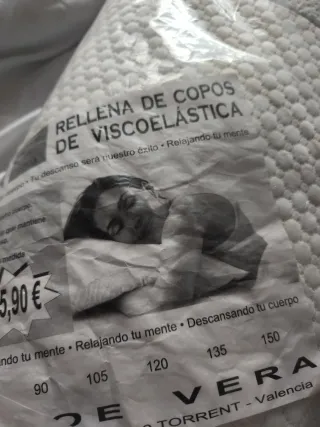 RELLENA DE COPOS
DE VISCOELÁSTICA
Tu descanso será nuestro éxito • Relajando tu mente
5,90 €
ndo tu mente • Relajando tu mente • Descansando tu cuerpo
90 105 120 135 150
DE VERA
TORRENT - Valencia